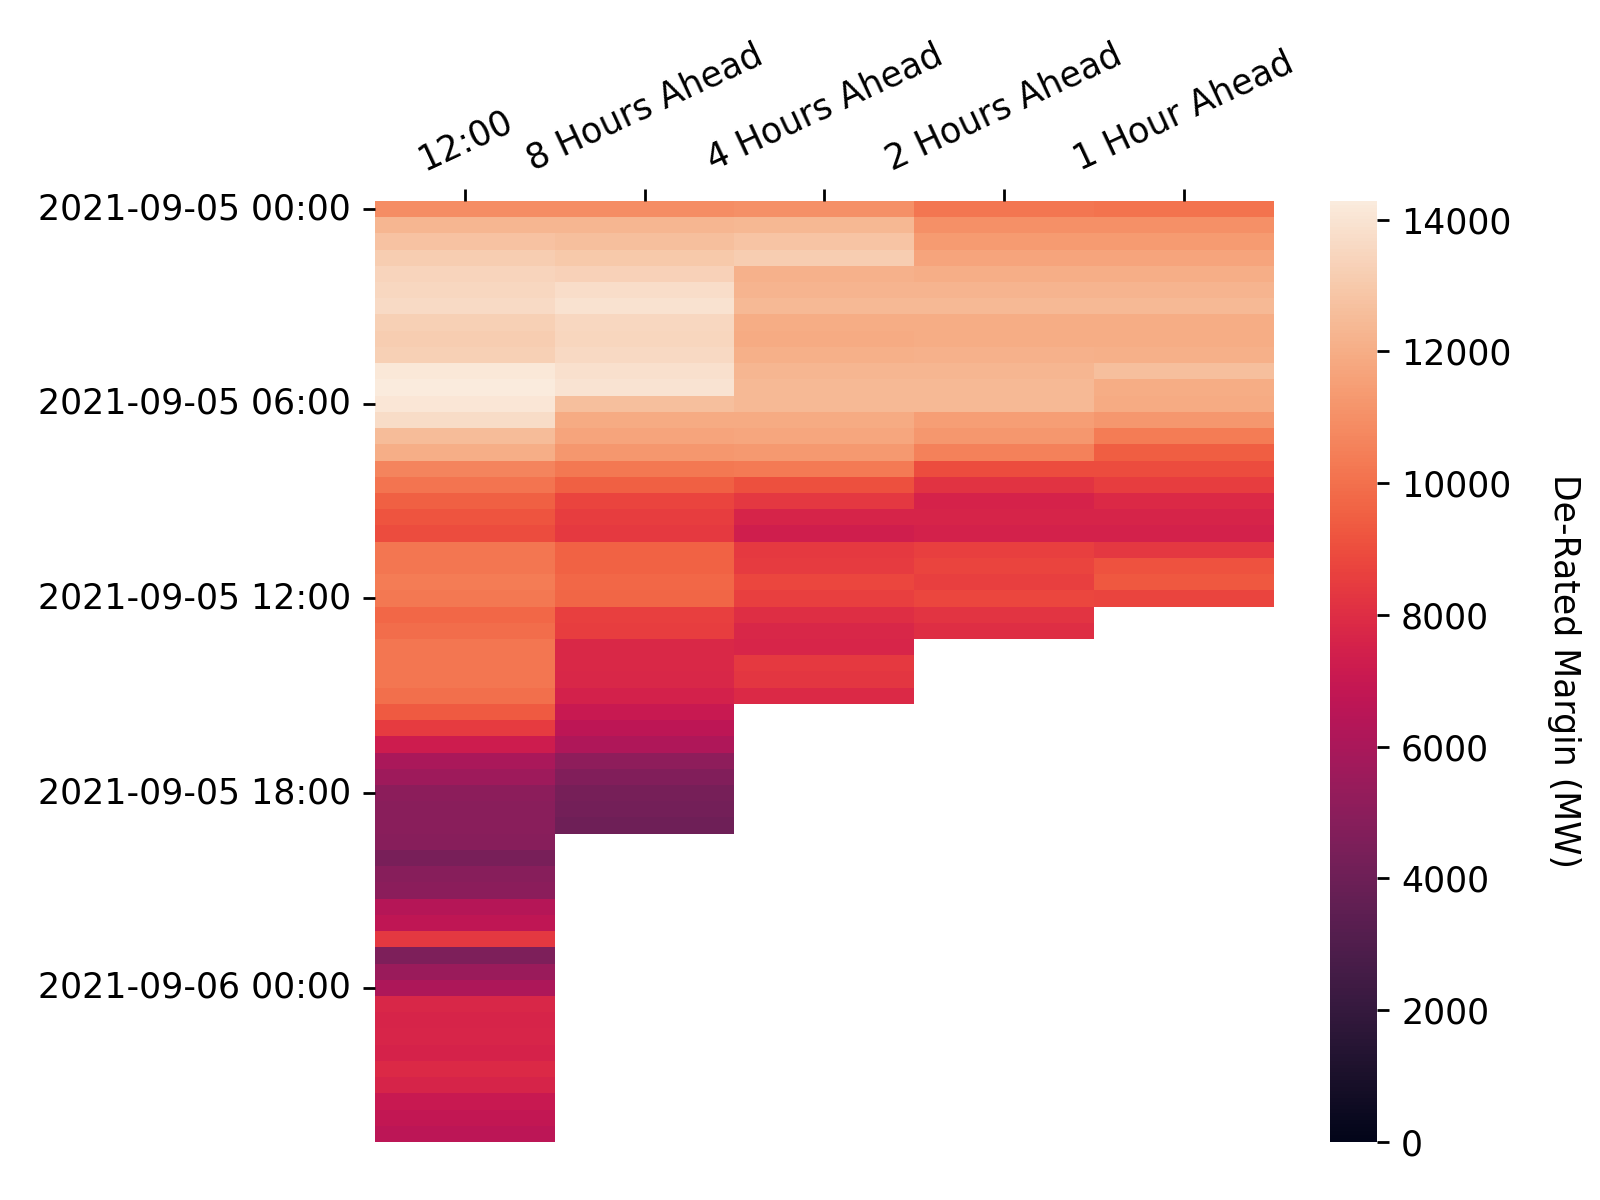 12:00
8 Hours Ahead
4 Hours Ahead
2 Hours Ahead
1 Hour Ahead
2021-09-05 00:00
2021-09-05 06:00
2021-09-05 12:00
2021-09-05 18:00
2021-09-06 00:00
14000
12000
10000
8000
6000
4000
2000
0
De-Rated Margin (MW)